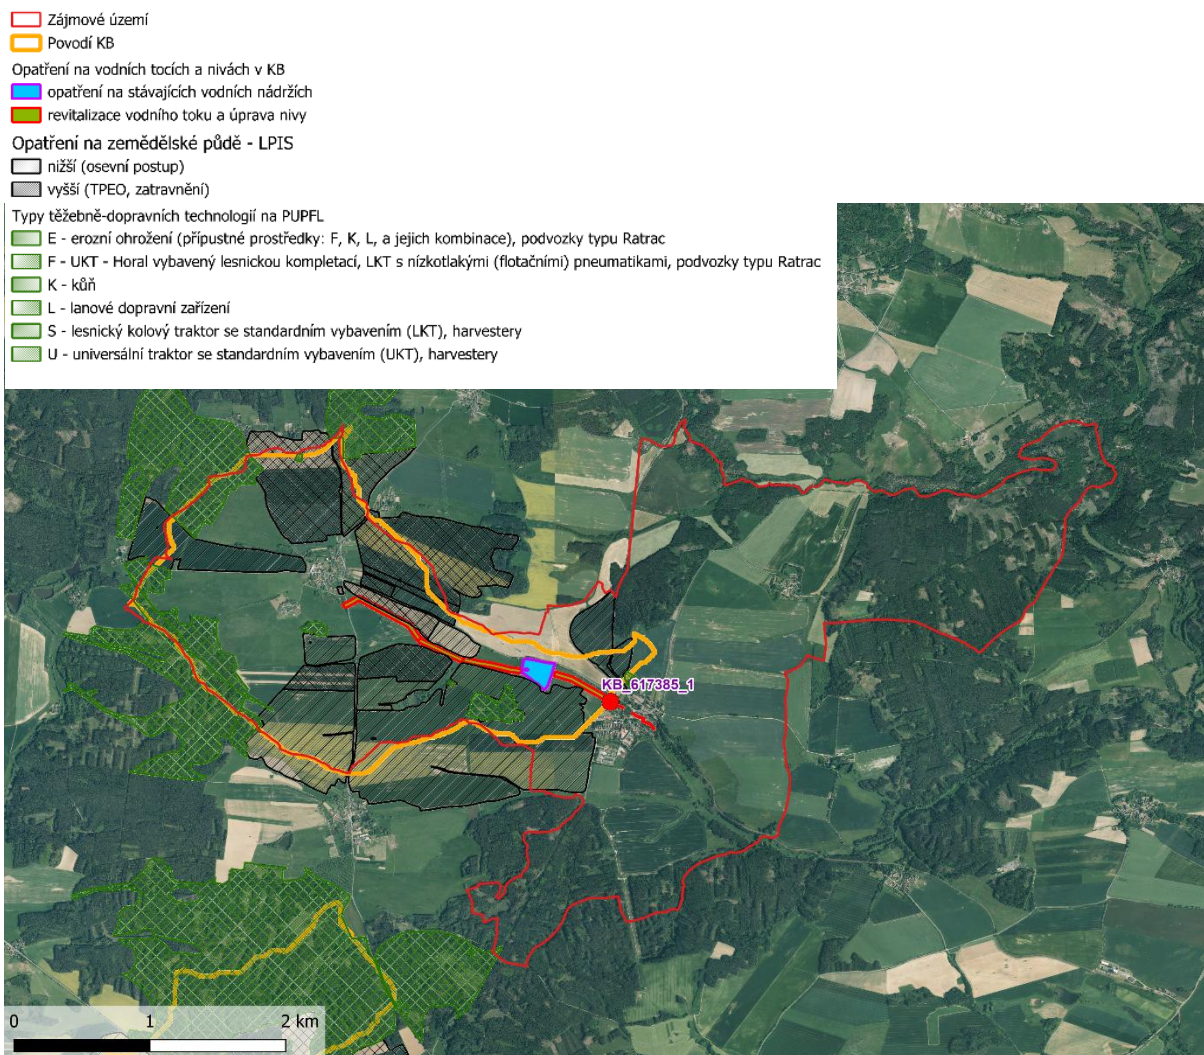 Zájmové území
Povodí KB
Opatření na vodních tocích a nivách v KB
opatření na stávajících vodních nádržích
revitalizace vodního toku a úprava nivy
Opatření na zemědělské půdě - LPIS
nižší (osevní postup)
vyšší (TPEO, zatravnění)
Typy těžebně-dopravních technologií na PUPFL
E - erozní ohrožení (přípustné prostředky: F, K, L, a jejich kombinace), podvozky typu Ratrac
F - UKT - Horal vybavený lesnickou kompletací, LKT s nízkotlakými (flotačními) pneumatikami, podvozky typu Ratrac
K - kůň
L - lanové dopravní zařízení
S - lesnický kolový traktor se standardním vybavením (LKT), harvestery
U - universální traktor se standardním vybavením (UKT), harvestery
KB_617385_1
0 1 2 km